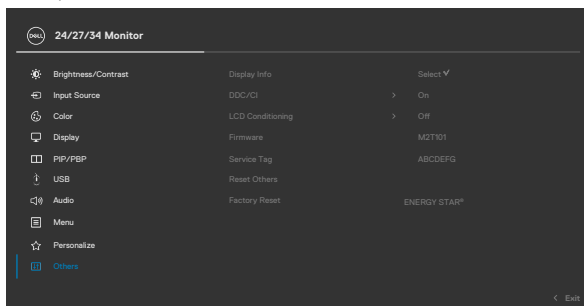 DELL 24/27/34 Monitor
Brightness/Contrast Display Info Select
Input Source DDC/CI > On
Color LCD Conditioning > Off
Display Firmware M2T101
PIP/PBP Service Tag ABCDEFG
USB Reset Others
Audio Factory Reset ENERGY STAR®
Menu
Personalize
Others
< Exit